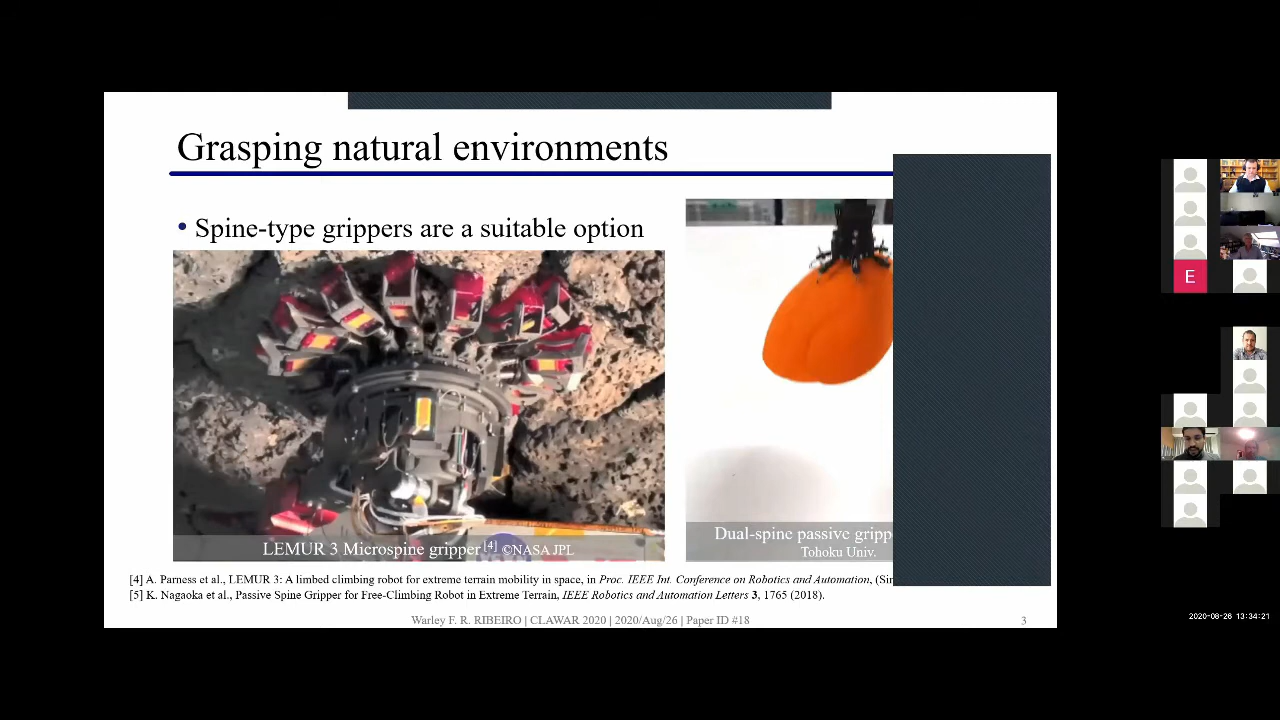 Grasping natural environments
• Spine-type grippers are a suitable option
LEMUR 3 Microspine gripper [4] ©NASA JPL
Dual-spine passive gripp
Tohoku Univ.
[4] A. Parness et al., LEMUR 3: A limbed climbing robot for extreme terrain mobility in space, in Proc. IEEE Int. Conference on Robotics and Automation, (Sin
[5] K. Nagaoka et al., Passive Spine Gripper for Free-Climbing Robot in Extreme Terrain, IEEE Robotics and Automation Letters 3, 1765 (2018).
Warley F. R. RIBEIRO | CLAWAR 2020 | 2020/Aug/26 | Paper ID #18
3
E
2020-08-26 13:34:21